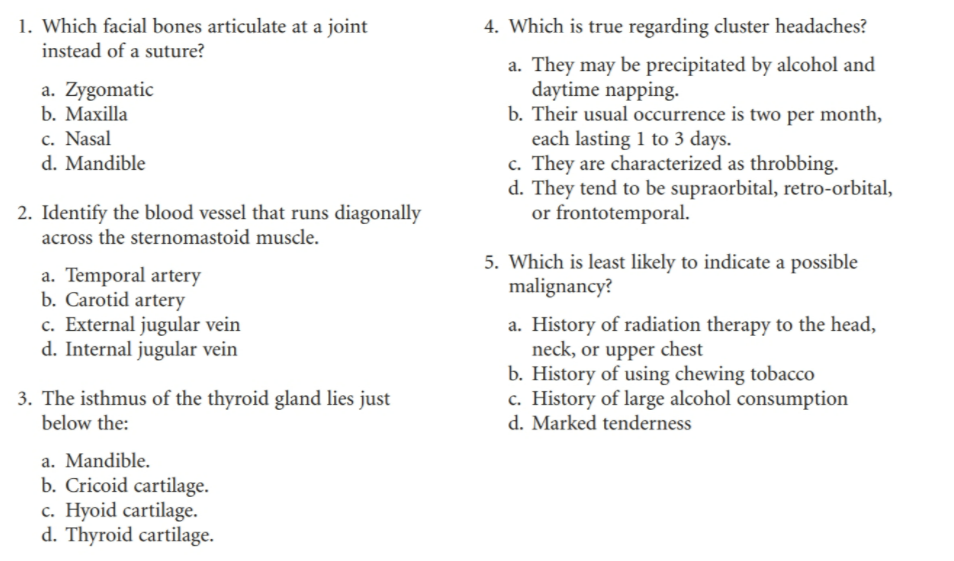 1. Which facial bones articulate at a joint
instead of a suture?
a. Zygomatic
b. Maxilla
c. Nasal
d. Mandible
2. Identify the blood vessel that runs diagonally
across the sternomastoid muscle.
a. Temporal artery
b. Carotid artery
c. External jugular vein
d. Internal jugular vein
3. The isthmus of the thyroid gland lies just
below the:
a. Mandible.
b. Cricoid cartilage.
c. Hyoid cartilage.
d. Thyroid cartilage.
4. Which is true regarding cluster headaches?
a. They may be precipitated by alcohol and
daytime napping.
b. Their usual occurrence is two per month,
each lasting 1 to 3 days.
c. They are characterized as throbbing.
d. They tend to be supraorbital, retro-orbital,
or frontotemporal.
5. Which is least likely to indicate a possible
malignancy?
a. History of radiation therapy to the head,
neck, or upper chest
b. History of using chewing tobacco
c. History of large alcohol consumption
d. Marked tenderness